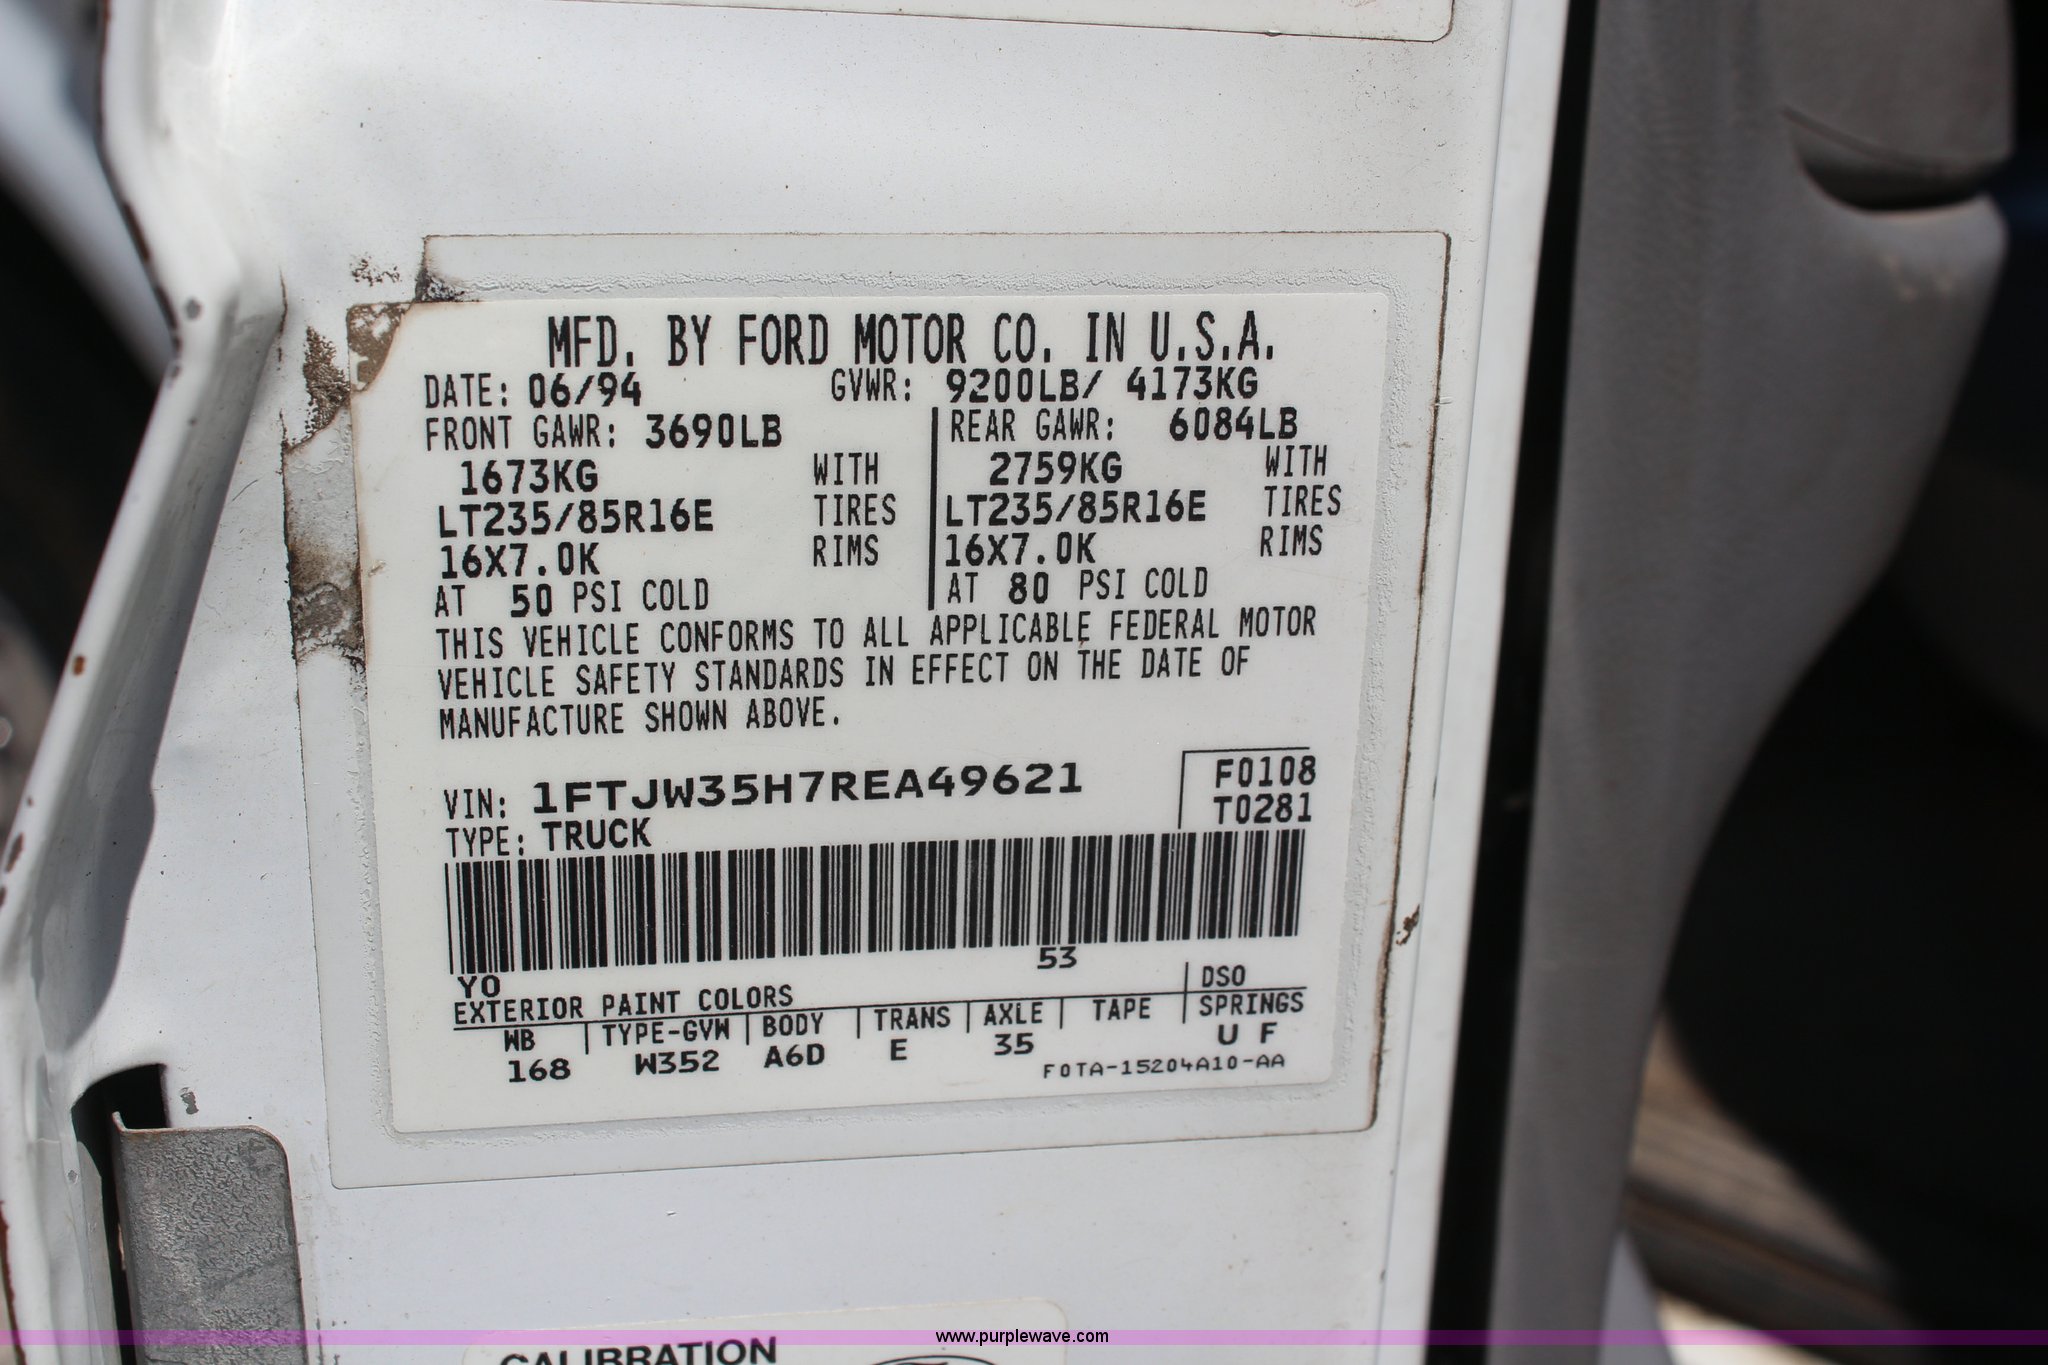 MFD. BY FORD MOTOR CO. IN U.S.A.
DATE: 06/94 GVWR: 9200LB/ 4173KG
FRONT GAWR: 3690LB REAR GAWR: 6084LB
1673KG WITH 2759KG WITH
LT235/85R16E TIRES LT235/85R16E TIRES
16X7.0K RIMS 16X7.0K RIMS
AT 50 PSI COLD AT 80 PSI COLD
THIS VEHICLE CONFORMS TO ALL APPLICABLE FEDERAL MOTOR
VEHICLE SAFETY STANDARDS IN EFFECT ON THE DATE OF
MANUFACTURE SHOWN ABOVE.
VIN: 1FTJW35H7REA49621 F0108
TYPE: TRUCK T0281
YO 53
EXTERIOR PAINT COLORS DSO
WB TYPE-GVW BODY TRANS AXLE TAPE SPRINGS
168 W352 A6D E 35 U F
F0TA-15204A10-AA
CALIBRATION
www.purplewave.com